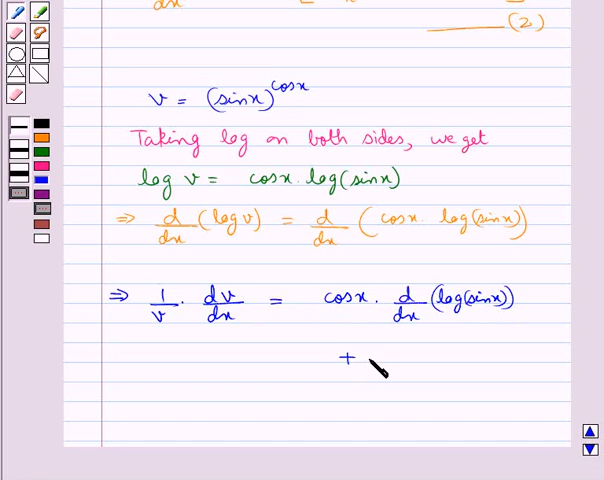 dx
(2)
v = (sinx)^cosx
Taking log on both sides, we get
log v = cosx . log(sinx)
⇒ d/dx (log v) = d/dx (cosx . log(sinx))
⇒ 1/v . dv/dx = cosx . d/dx (log(sinx))
+